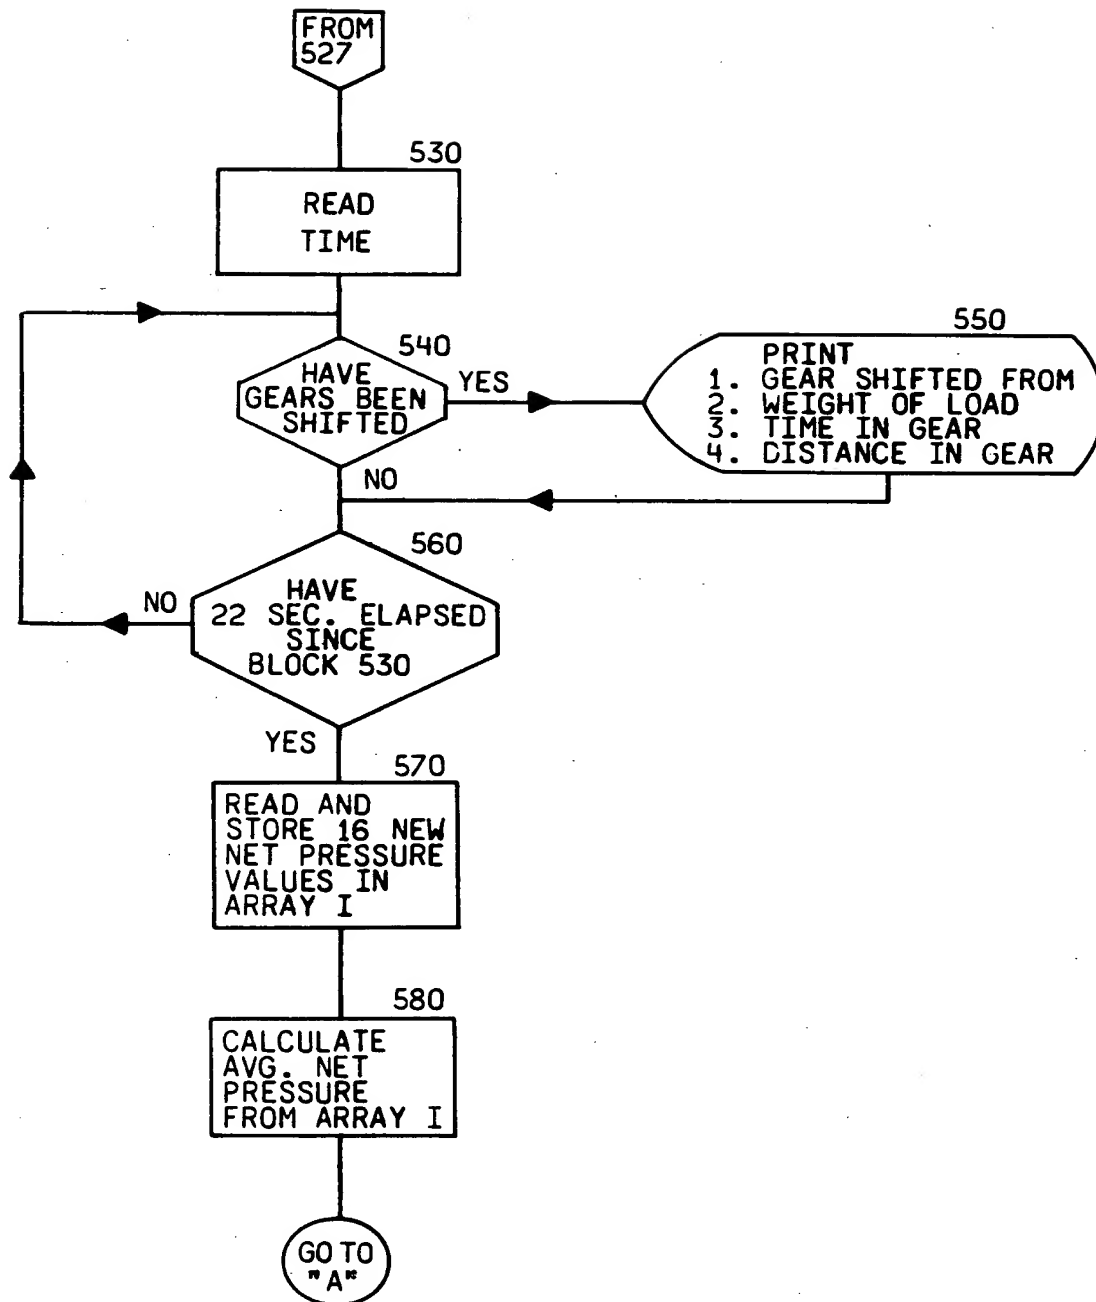 FROM
527
530
READ
TIME
540
HAVE
GEARS BEEN
SHIFTED
YES
NO
550
PRINT
1. GEAR SHIFTED FROM
2. WEIGHT OF LOAD
3. TIME IN GEAR
4. DISTANCE IN GEAR
560
HAVE
22 SEC. ELAPSED
SINCE
BLOCK 530
NO
YES
570
READ AND
STORE 16 NEW
NET PRESSURE
VALUES IN
ARRAY I
580
CALCULATE
AVG. NET
PRESSURE
FROM ARRAY I
GO TO
"A"